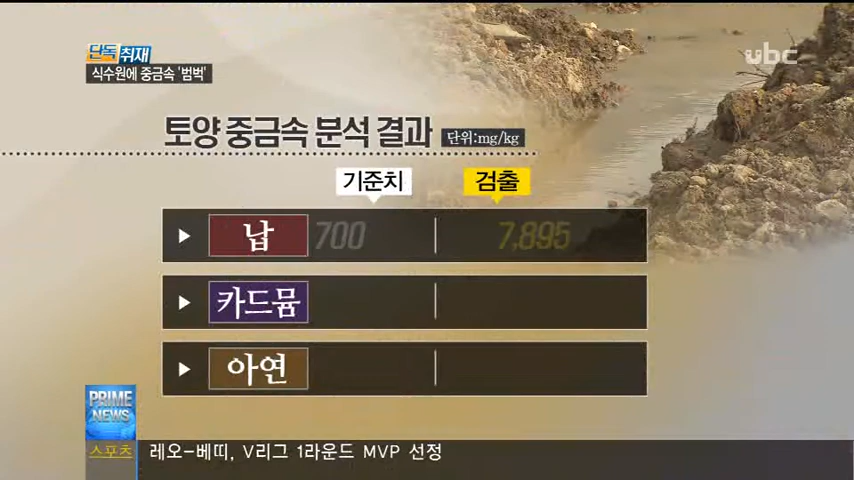 단독 취재
식수원에 중금속 '범벅'
ubc
토양 중금속 분석 결과 단위:mg/kg
기준치 검출
납 700 7,895
카드뮴
아연
PRIME NEWS
스포츠 레오-베띠, V리그 1라운드 MVP 선정